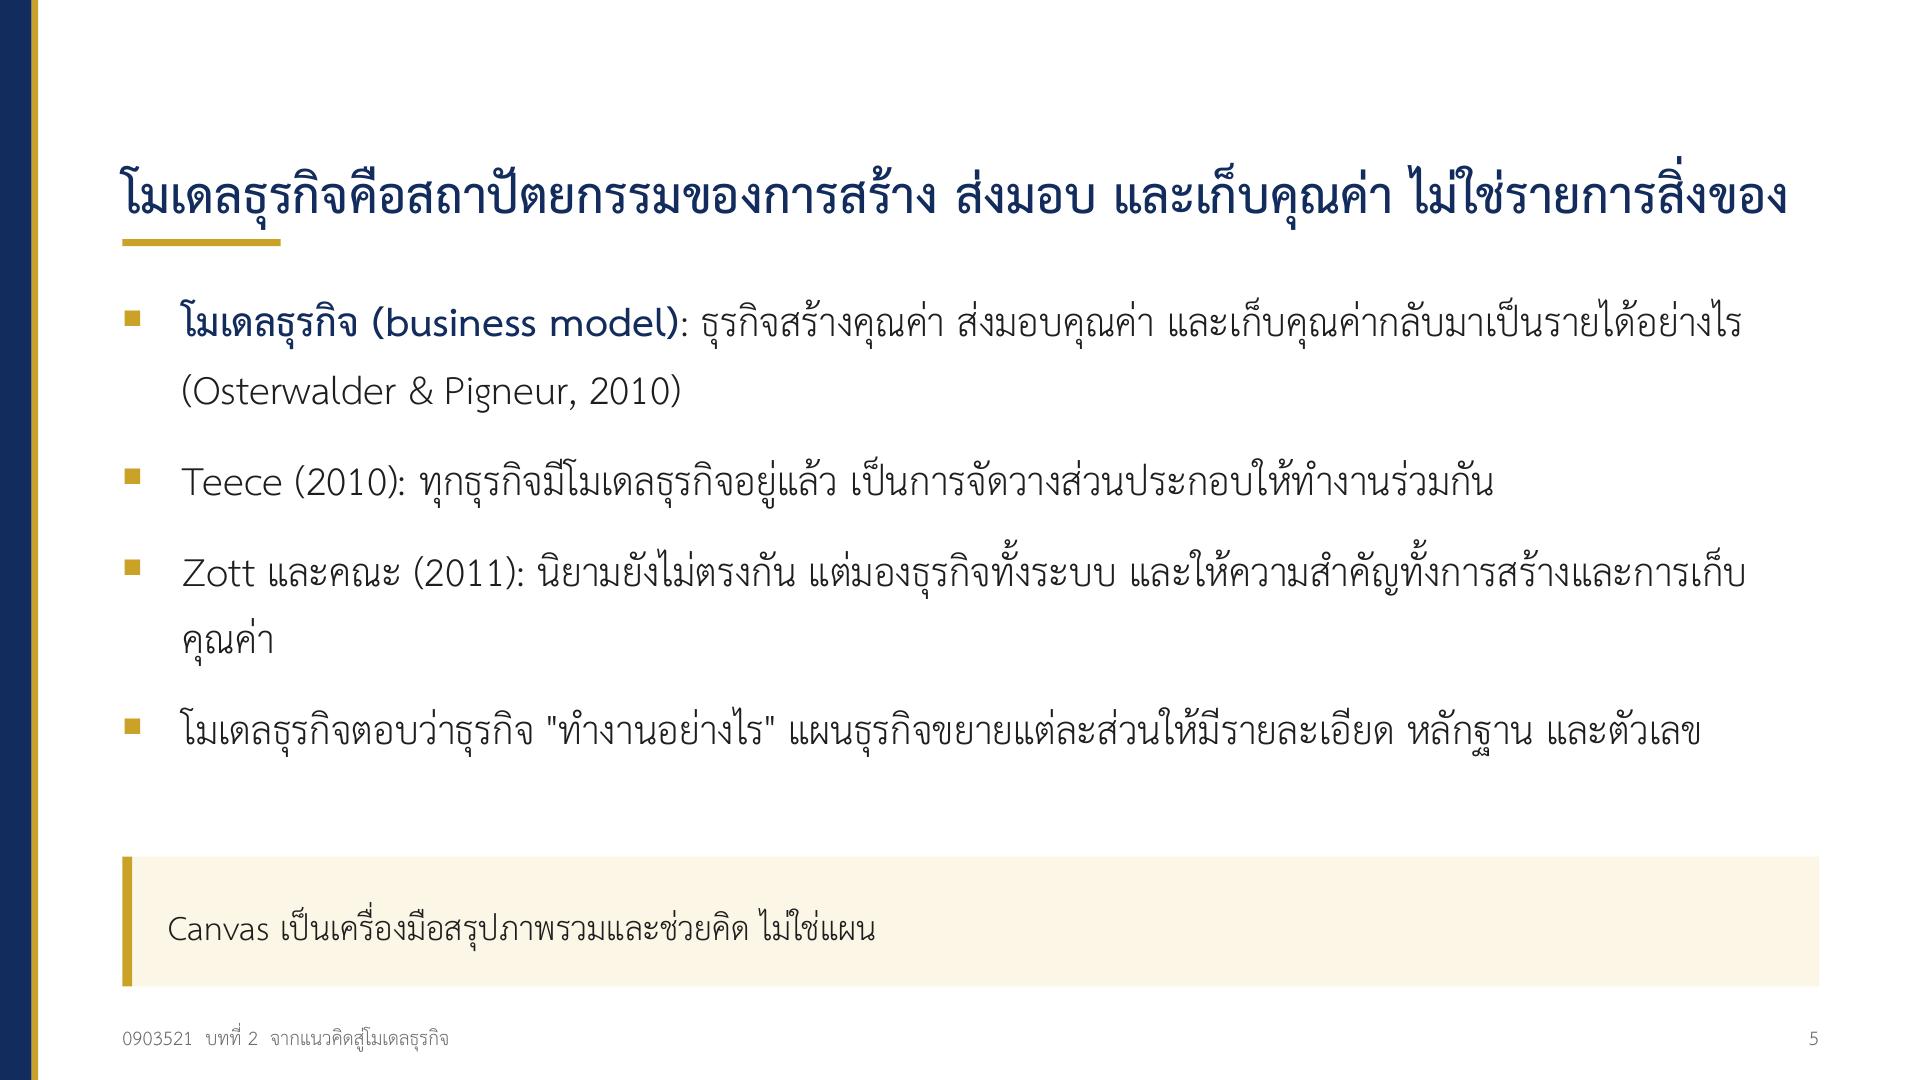 โมเดลธุรกิจคือสถาปัตยกรรมของการสร้าง ส่งมอบ และเก็บคุณค่า ไม่ใช่รายการสิ่งของ
โมเดลธุรกิจ (business model): ธุรกิจสร้างคุณค่า ส่งมอบคุณค่า และเก็บคุณค่ากลับมาเป็นรายได้อย่างไร
(Osterwalder & Pigneur, 2010)
Teece (2010): ทุกธุรกิจมีโมเดลธุรกิจอยู่แล้ว เป็นการจัดวางส่วนประกอบให้ทำงานร่วมกัน
Zott และคณะ (2011): นิยามยังไม่ตรงกัน แต่มองธุรกิจทั้งระบบ และให้ความสำคัญทั้งการสร้างและการเก็บ
คุณค่า
โมเดลธุรกิจตอบว่าธุรกิจ "ทำงานอย่างไร" แผนธุรกิจขยายแต่ละส่วนให้มีรายละเอียด หลักฐาน และตัวเลข
Canvas เป็นเครื่องมือสรุปภาพรวมและช่วยคิด ไม่ใช่แผน
0903521 บทที่ 2 จากแนวคิดสู่โมเดลธุรกิจ
5